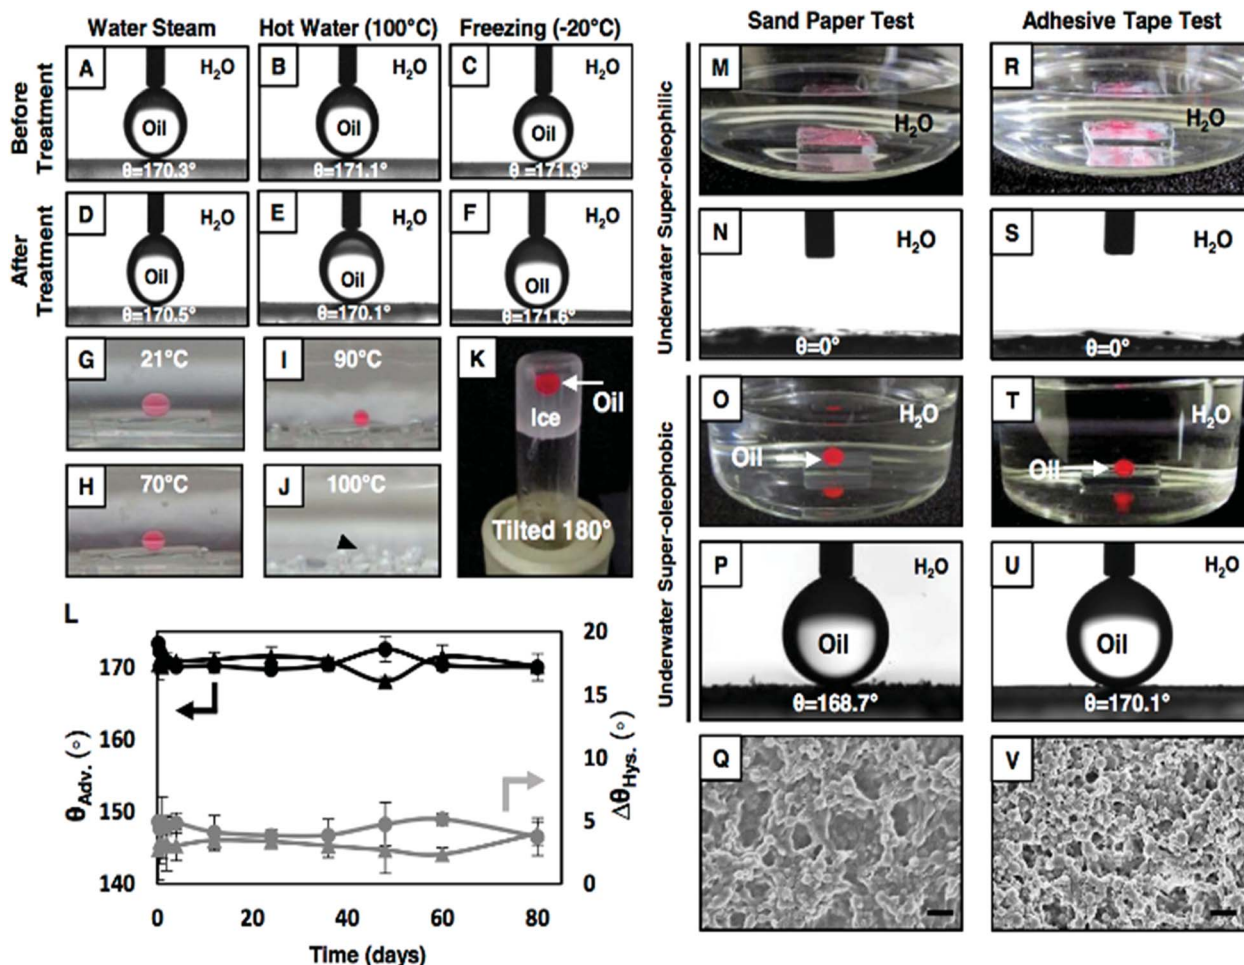 Water Steam
Hot Water (100°C)
Freezing (-20°C)
Before
Treatment
After
Treatment
A
H₂O
Oil
θ=170.3°
B
H₂O
Oil
θ=171.1°
C
H₂O
Oil
θ =171.9°
D
H₂O
Oil
θ=170.5°
E
H₂O
Oil
θ=170.1°
F
H₂O
Oil
θ=171.6°
G
21°C
I
90°C
K
Oil
Ice
Tilted 180°
H
70°C
J
100°C
L
170
160
150
140
θAdv. (°)
20
15
10
5
0
ΔθHys. (°)
0
20
40
60
80
Time (days)
Sand Paper Test
Adhesive Tape Test
Underwater Super-oleophilic
Underwater Super-oleophobic
M
H₂O
R
H₂O
N
H₂O
θ=0°
S
H₂O
θ=0°
O
H₂O
Oil
T
H₂O
Oil
P
H₂O
Oil
θ=168.7°
U
H₂O
Oil
θ=170.1°
Q
V